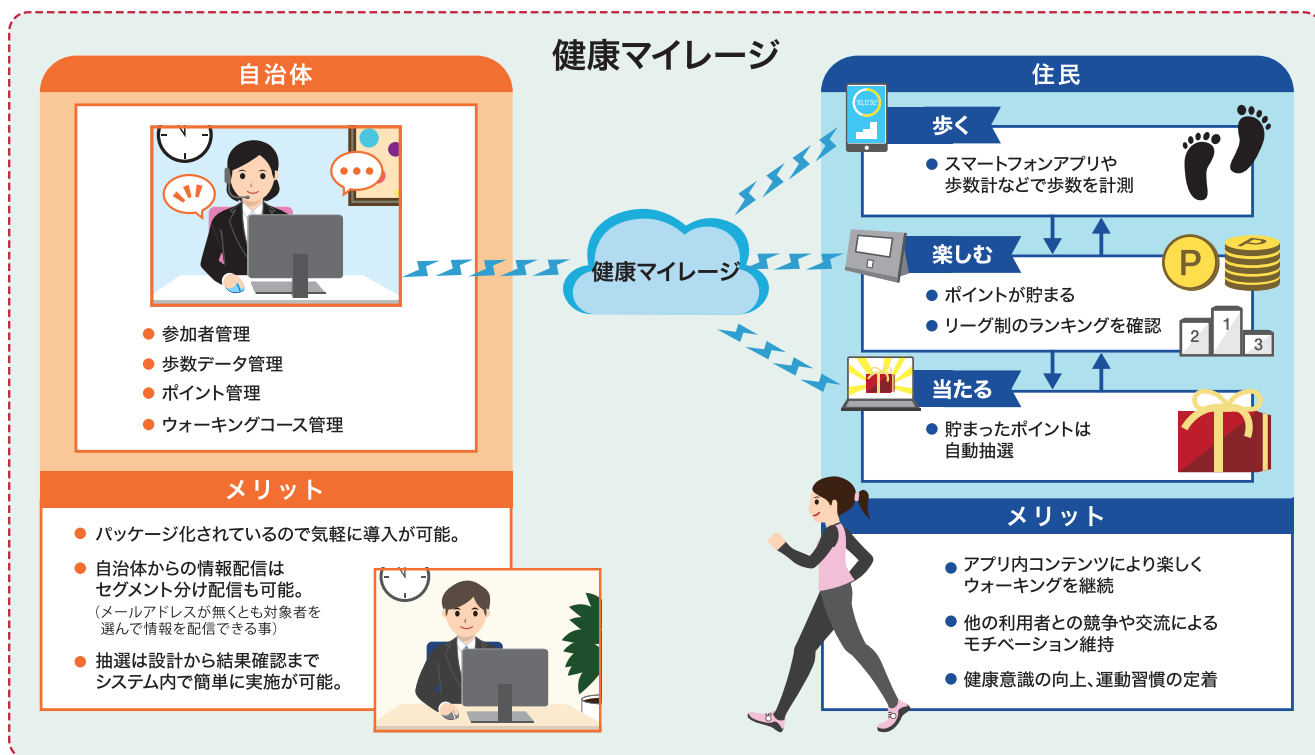 健康マイレージ
自治体
参加者管理
歩数データ管理
ポイント管理
ウォーキングコース管理
メリット
パッケージ化されているので気軽に導入が可能。
自治体からの情報配信は
セグメント分け配信も可能。
(メールアドレスが無くとも対象者を
選んで情報を配信できる事)
抽選は設計から結果確認まで
システム内で簡単に実施が可能。
健康マイレージ
住民
10,032
歩く
スマートフォンアプリや
歩数計などで歩数を計測
楽しむ
ポイントが貯まる
リーグ制のランキングを確認
P
P
2
1
3
当たる
貯まったポイントは
自動抽選
メリット
アプリ内コンテンツにより楽しく
ウォーキングを継続
他の利用者との競争や交流による
モチベーション維持
健康意識の向上、運動習慣の定着